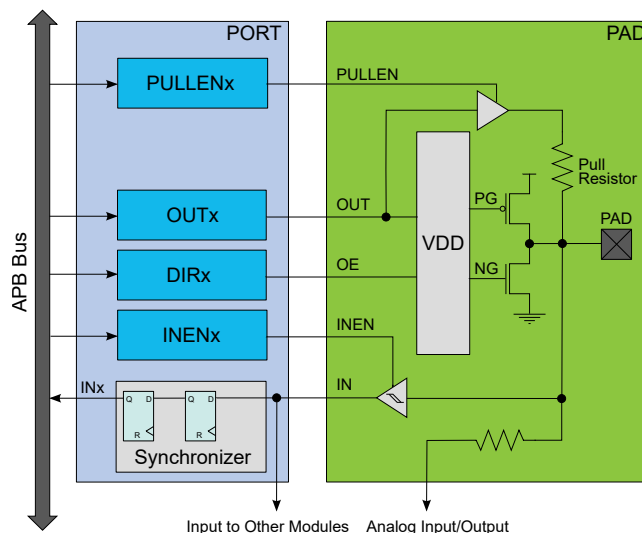 PORT
PAD
PULLENx
PULLEN
Pull
Resistor
OUTx
OUT
PG
PAD
VDD
DIRx
OE
NG
APB Bus
INENx
INEN
INx
IN
Q D
Q D
R
R
Synchronizer
Input to Other Modules
Analog Input/Output